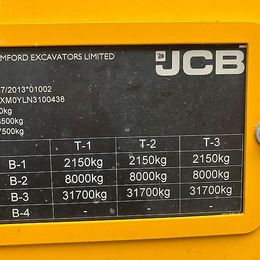 MFORD EXCAVATORS LIMITED
JCB
7/2013*01002
XM0YLN3100438
0kg
500kg
7500kg
T-1 T-2 T-3
B-1 2150kg 2150kg 2150kg
B-2 8000kg 8000kg 8000kg
B-3 31700kg 31700kg 31700kg
B-4 - - -